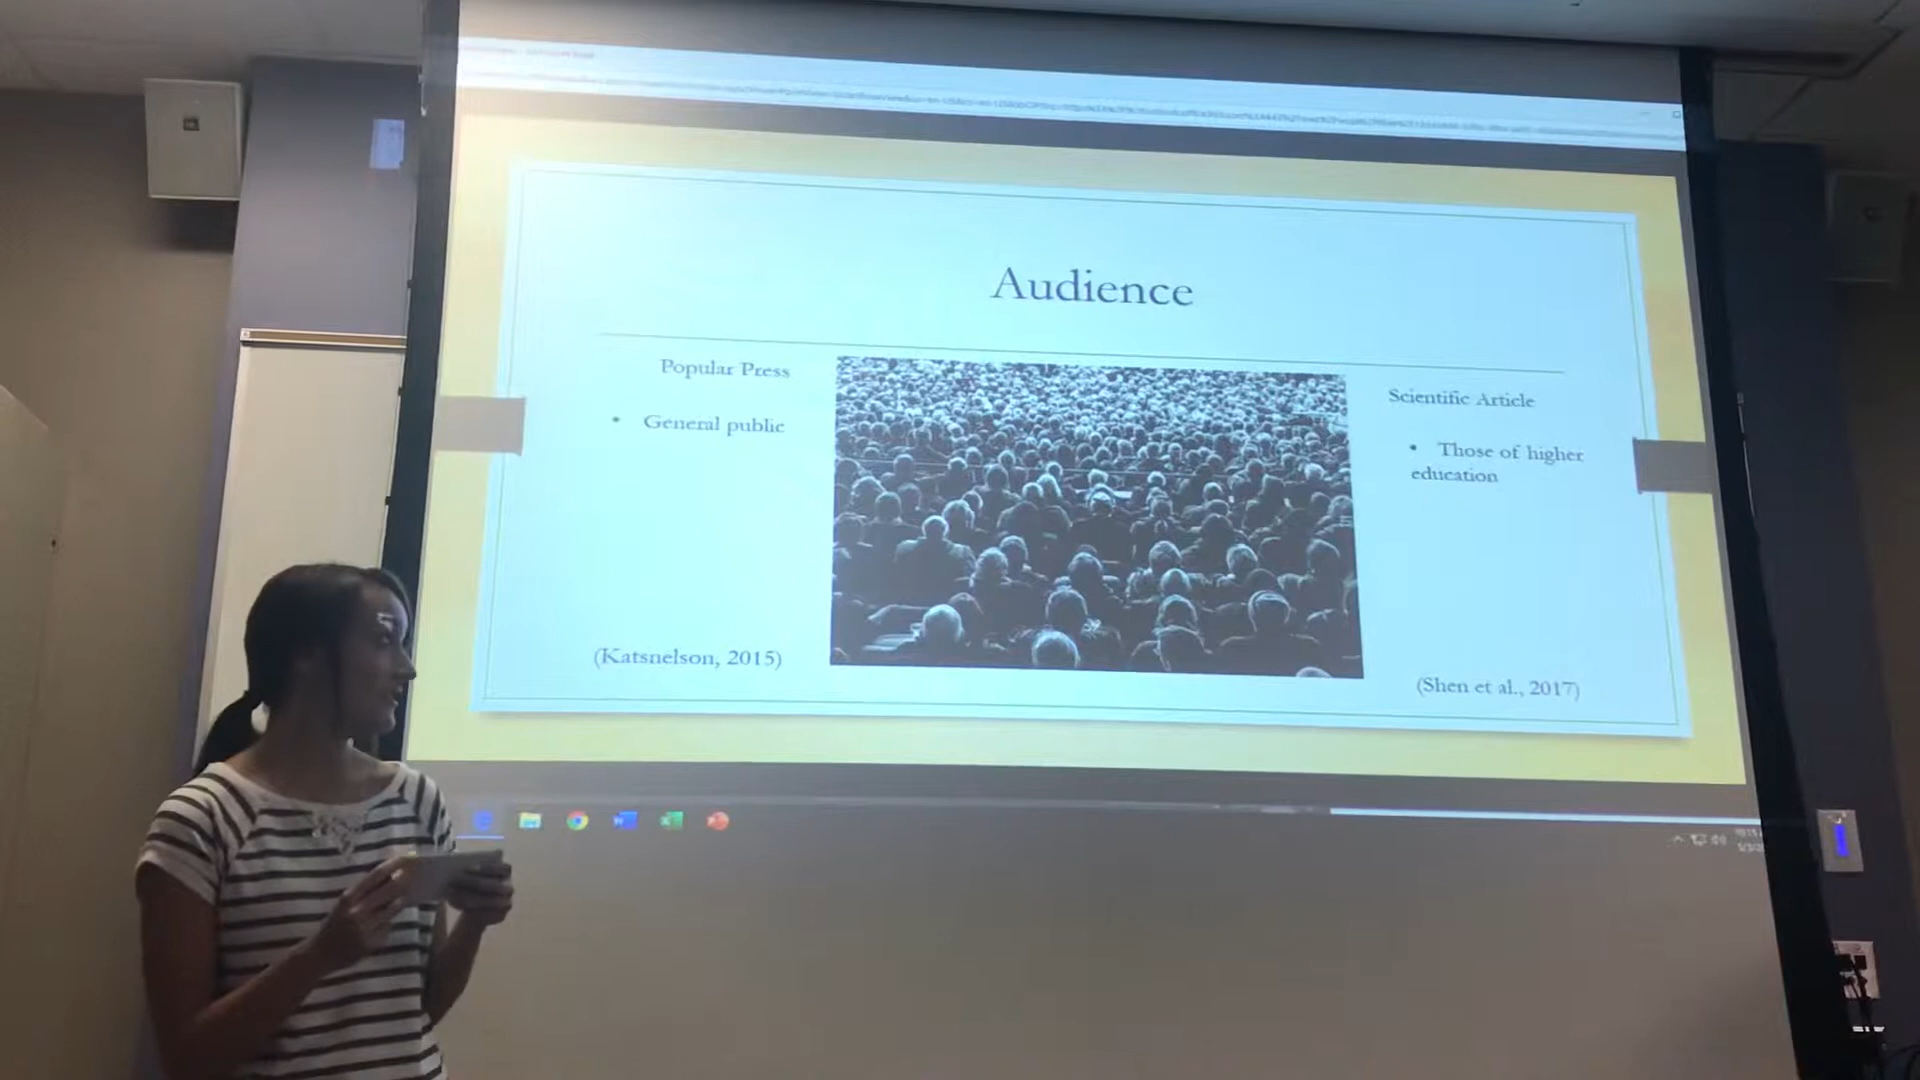 Audience
Popular Press
• General public
(Katsnelson, 2015)
Scientific Article
• Those of higher
education
(Shen et al., 2017)